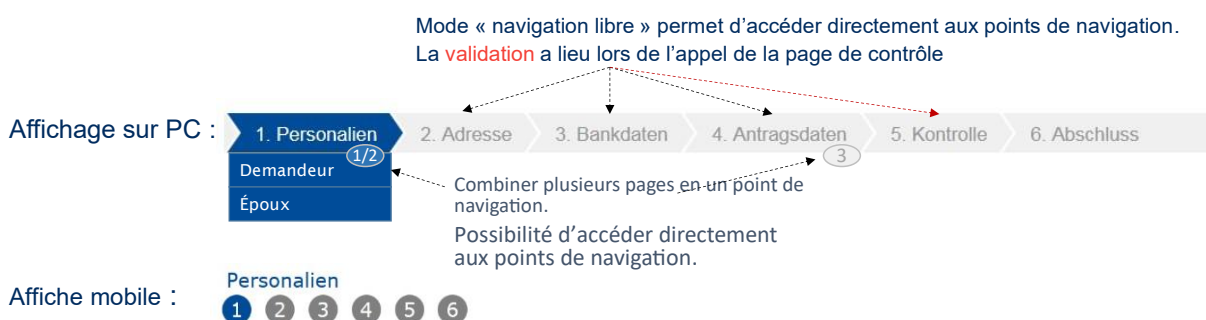 Mode « navigation libre » permet d’accéder directement aux points de navigation.
La validation a lieu lors de l’appel de la page de contrôle
Affichage sur PC :
1. Personalien
2. Adresse
3. Bankdaten
4. Antragsdaten
5. Kontrolle
6. Abschluss
1/2
3
Demandeur
Époux
Combiner plusieurs pages en un point de
navigation.
Possibilité d’accéder directement
aux points de navigation.
Affiche mobile :
Personalien
1 2 3 4 5 6